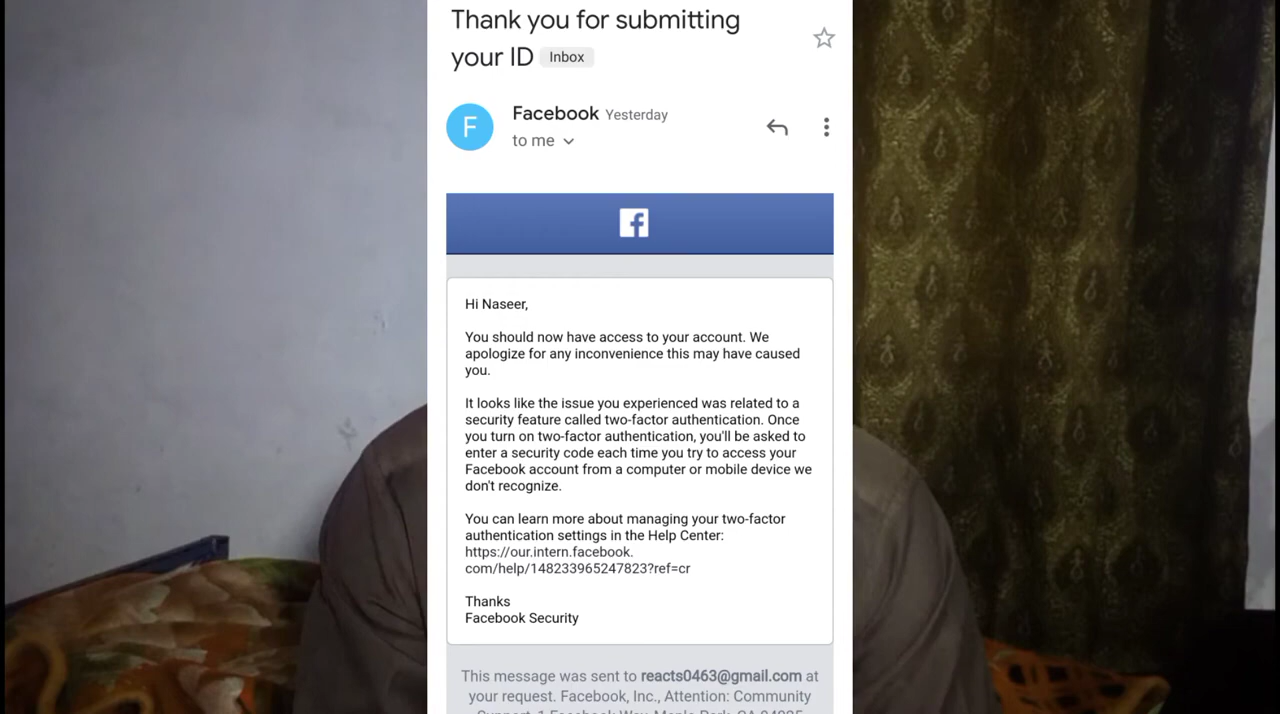 Thank you for submitting
your ID Inbox
Facebook Yesterday
F
to me
f
Hi Naseer,
You should now have access to your account. We
apologize for any inconvenience this may have caused
you.
It looks like the issue you experienced was related to a
security feature called two-factor authentication. Once
you turn on two-factor authentication, you'll be asked to
enter a security code each time you try to access your
Facebook account from a computer or mobile device we
don't recognize.
You can learn more about managing your two-factor
authentication settings in the Help Center:
https://our.intern.facebook.
com/help/148233965247823?ref=cr
Thanks
Facebook Security
This message was sent to reacts0463@gmail.com at
your request. Facebook, Inc., Attention: Community